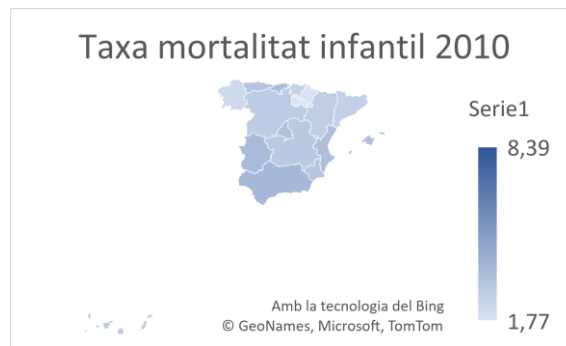 Taxa mortalitat infantil 2010
Serie1
8,39
1,77
Amb la tecnologia del Bing
© GeoNames, Microsoft, TomTom